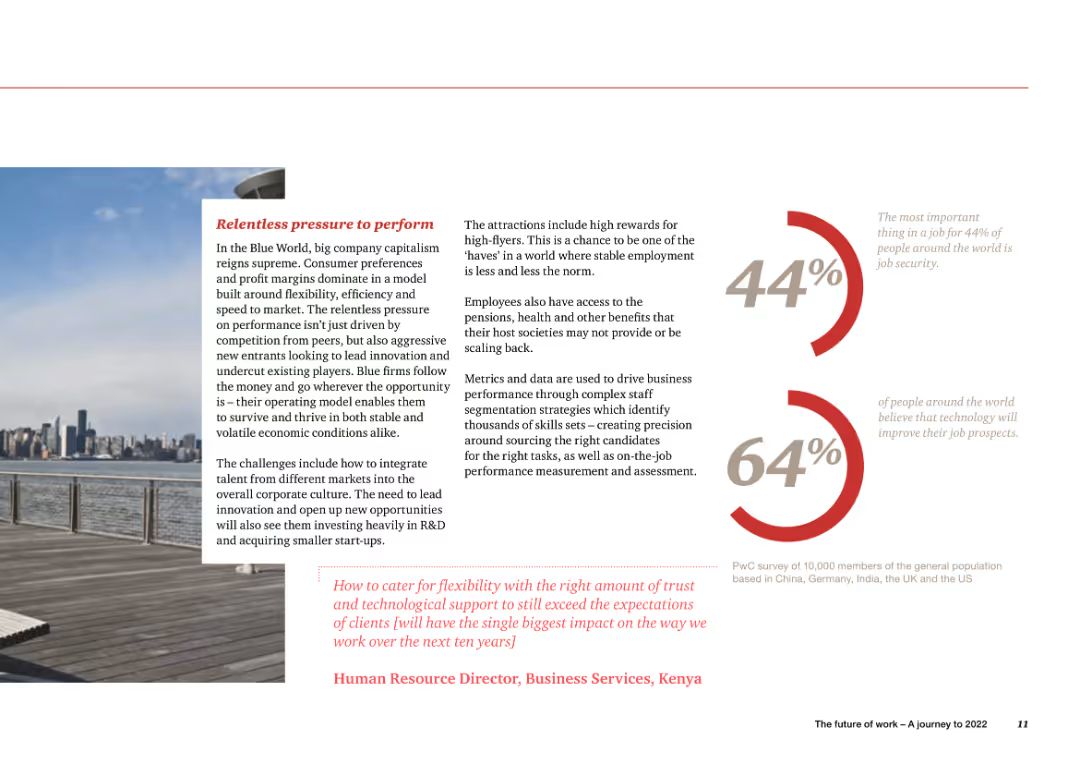 Relentless pressure to perform
In the Blue World, big company capitalism
reigns supreme. Consumer preferences
and profit margins dominate in a model
built around flexibility, efficiency and
speed to market. The relentless pressure
on performance isn’t just driven by
competition from peers, but also aggressive
new entrants looking to lead innovation and
undercut existing players. Blue firms follow
the money and go wherever the opportunity
is – their operating model enables them
to survive and thrive in both stable and
volatile economic conditions alike.
The challenges include how to integrate
talent from different markets into the
overall corporate culture. The need to lead
innovation and open up new opportunities
will also see them investing heavily in R&D
and acquiring smaller start-ups.
The attractions include high rewards for
high-flyers. This is a chance to be one of the
‘haves’ in a world where stable employment
is less and less the norm.
Employees also have access to the
pensions, health and other benefits that
their host societies may not provide or be
scaling back.
Metrics and data are used to drive business
performance through complex staff
segmentation strategies which identify
thousands of skills sets – creating precision
around sourcing the right candidates
for the right tasks, as well as on-the-job
performance measurement and assessment.
44%
The most important
thing in a job for 44% of
people around the world is
job security.
64%
of people around the world
believe that technology will
improve their job prospects.
PwC survey of 10,000 members of the general population
based in China, Germany, India, the UK and the US
How to cater for flexibility with the right amount of trust
and technological support to still exceed the expectations
of clients [will have the single biggest impact on the way we
work over the next ten years]
Human Resource Director, Business Services, Kenya
The future of work – A journey to 2022 11